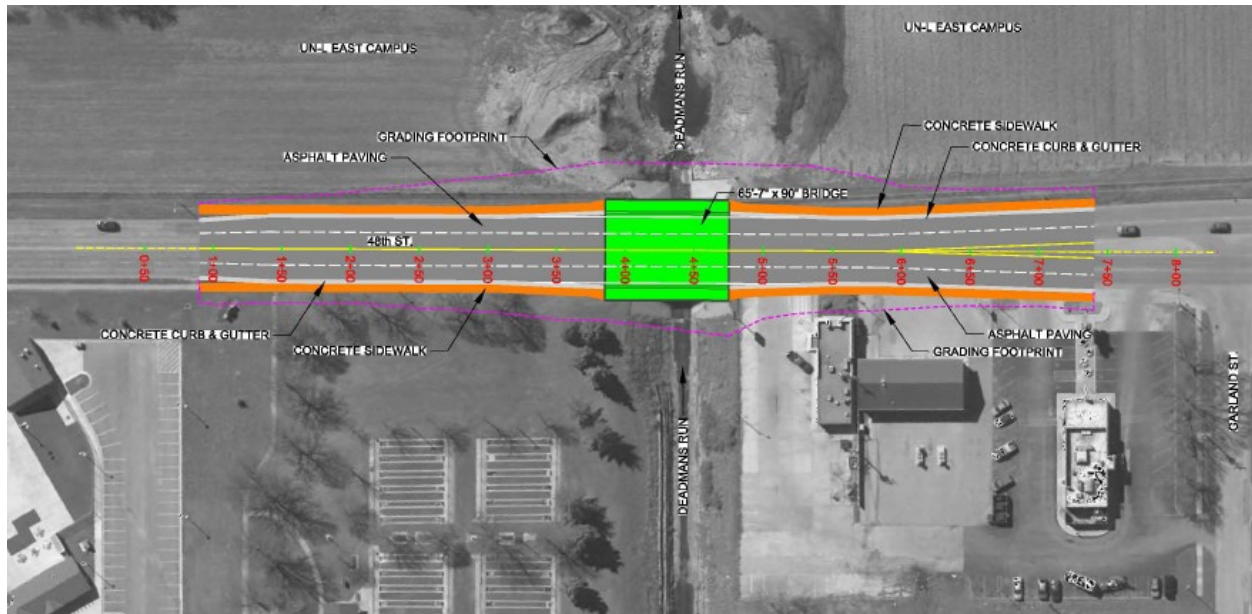 UN-L EAST CAMPUS
DEADMANS RUN
UN-L EAST CAMPUS
GRADING FOOTPRINT
CONCRETE SIDEWALK
ASPHALT PAVING
CONCRETE CURB & GUTTER
65'-7" x 90" BRIDGE
48th ST.
0+50
1+00
1+50
2+00
2+50
3+00
3+50
4+00
4+50
5+00
5+50
6+00
6+50
7+00
7+50
8+00
CONCRETE CURB & GUTTER
ASPHALT PAVING
CONCRETE SIDEWALK
GRADING FOOTPRINT
DEADMANS RUN
GARLAND ST.